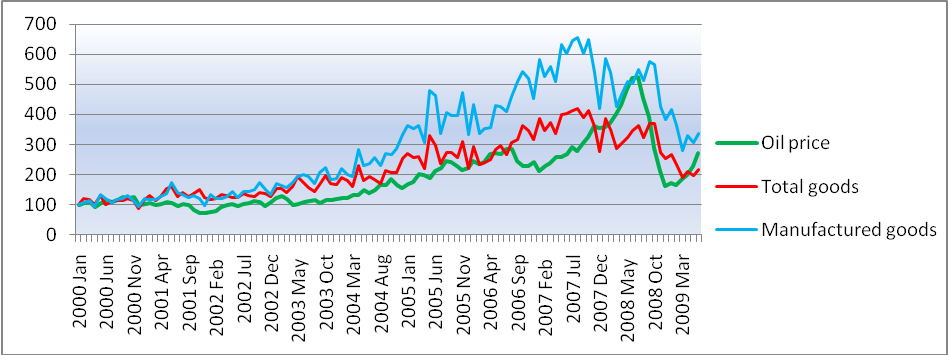 700
600
500
400
300
200
100
0
2000 Jan
2000 Jun
2000 Nov
2001 Apr
2001 Sep
2002 Feb
2002 Jul
2002 Dec
2003 May
2003 Oct
2004 Mar
2004 Aug
2005 Jan
2005 Jun
2005 Nov
2006 Apr
2006 Sep
2007 Feb
2007 Jul
2007 Dec
2008 May
2008 Oct
2009 Mar
Oil price
Total goods
Manufactured goods